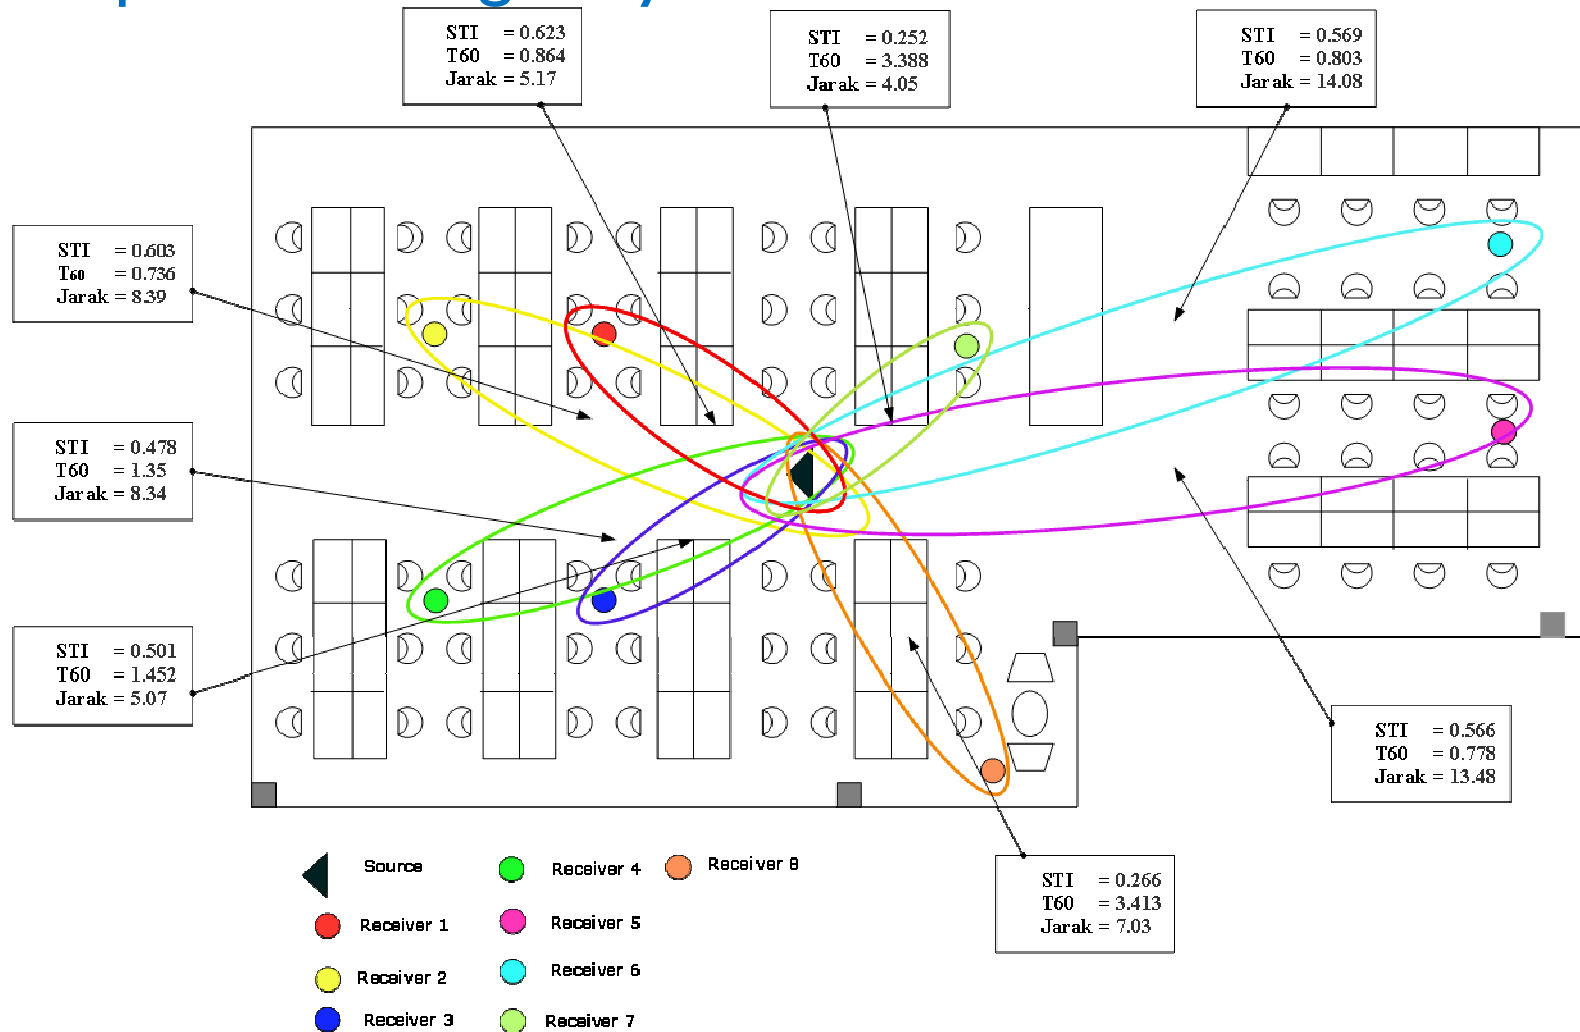 STI = 0.623
T60 = 0.864
Jarak = 5.17
STI = 0.252
T60 = 3.388
Jarak = 4.05
STI = 0.569
T60 = 0.803
Jarak = 14.08
STI = 0.603
T60 = 0.736
Jarak = 8.39
STI = 0.478
T60 = 1.35
Jarak = 8.34
STI = 0.501
T60 = 1.452
Jarak = 5.07
STI = 0.566
T60 = 0.778
Jarak = 13.48
STI = 0.266
T60 = 3.413
Jarak = 7.03
Source
Receiver 1
Receiver 2
Receiver 3
Receiver 4
Receiver 5
Receiver 6
Receiver 7
Receiver 8